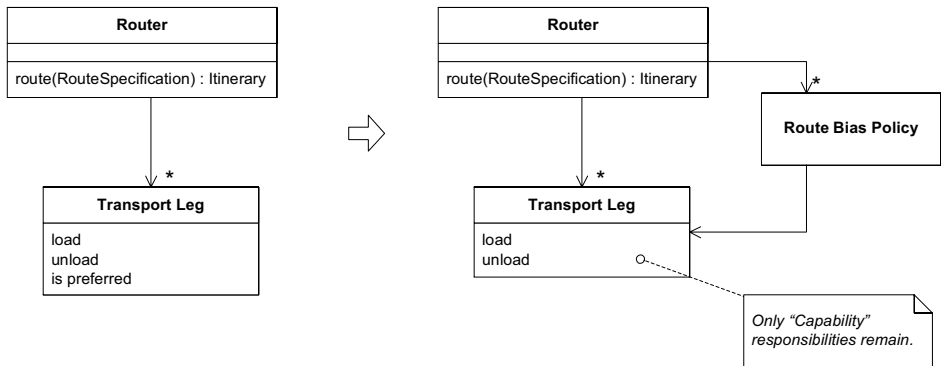 Router
route(RouteSpecification) : Itinerary
*
Transport Leg
load
unload
is preferred
Router
route(RouteSpecification) : Itinerary
*
Route Bias Policy
*
Transport Leg
load
unload
Only “Capability”
responsibilities remain.